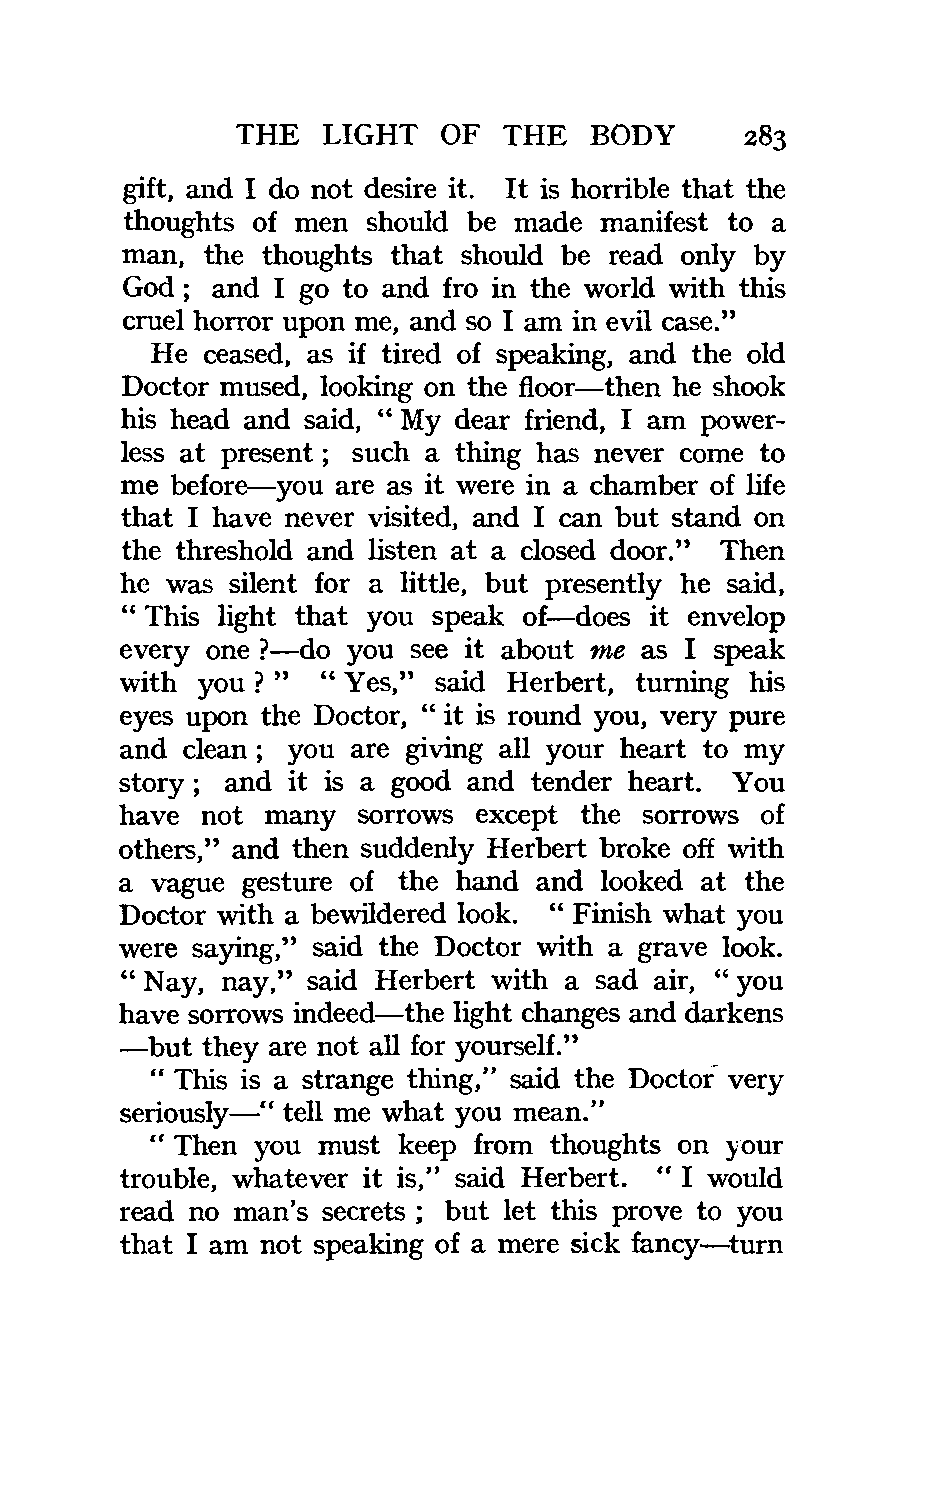 THE LIGHT OF THE BODY 283
gift, and I do not desire it. It is horrible that the
thoughts of men should be made manifest to a
man, the thoughts that should be read only by
God ; and I go to and fro in the world with this
cruel horror upon me, and so I am in evil case."
He ceased, as if tired of speaking, and the old
Doctor mused, looking on the floor—then he shook
his head and said, " My dear friend, I am power-
less at present ; such a thing has never come to
me before—you are as it were in a chamber of life
that I have never visited, and I can but stand on
the threshold and listen at a closed door." Then
he was silent for a little, but presently he said,
" This light that you speak of—does it envelop
every one ?—do you see it about me as I speak
with you ? " " Yes," said Herbert, turning his
eyes upon the Doctor, " it is round you, very pure
and clean ; you are giving all your heart to my
story ; and it is a good and tender heart. You
have not many sorrows except the sorrows of
others," and then suddenly Herbert broke off with
a vague gesture of the hand and looked at the
Doctor with a bewildered look. " Finish what you
were saying," said the Doctor with a grave look.
" Nay, nay," said Herbert with a sad air, " you
have sorrows indeed—the light changes and darkens
—but they are not all for yourself."
" This is a strange thing," said the Doctor very
seriously—" tell me what you mean."
" Then you must keep from thoughts on your
trouble, whatever it is," said Herbert. " I would
read no man's secrets ; but let this prove to you
that I am not speaking of a mere sick fancy—turn